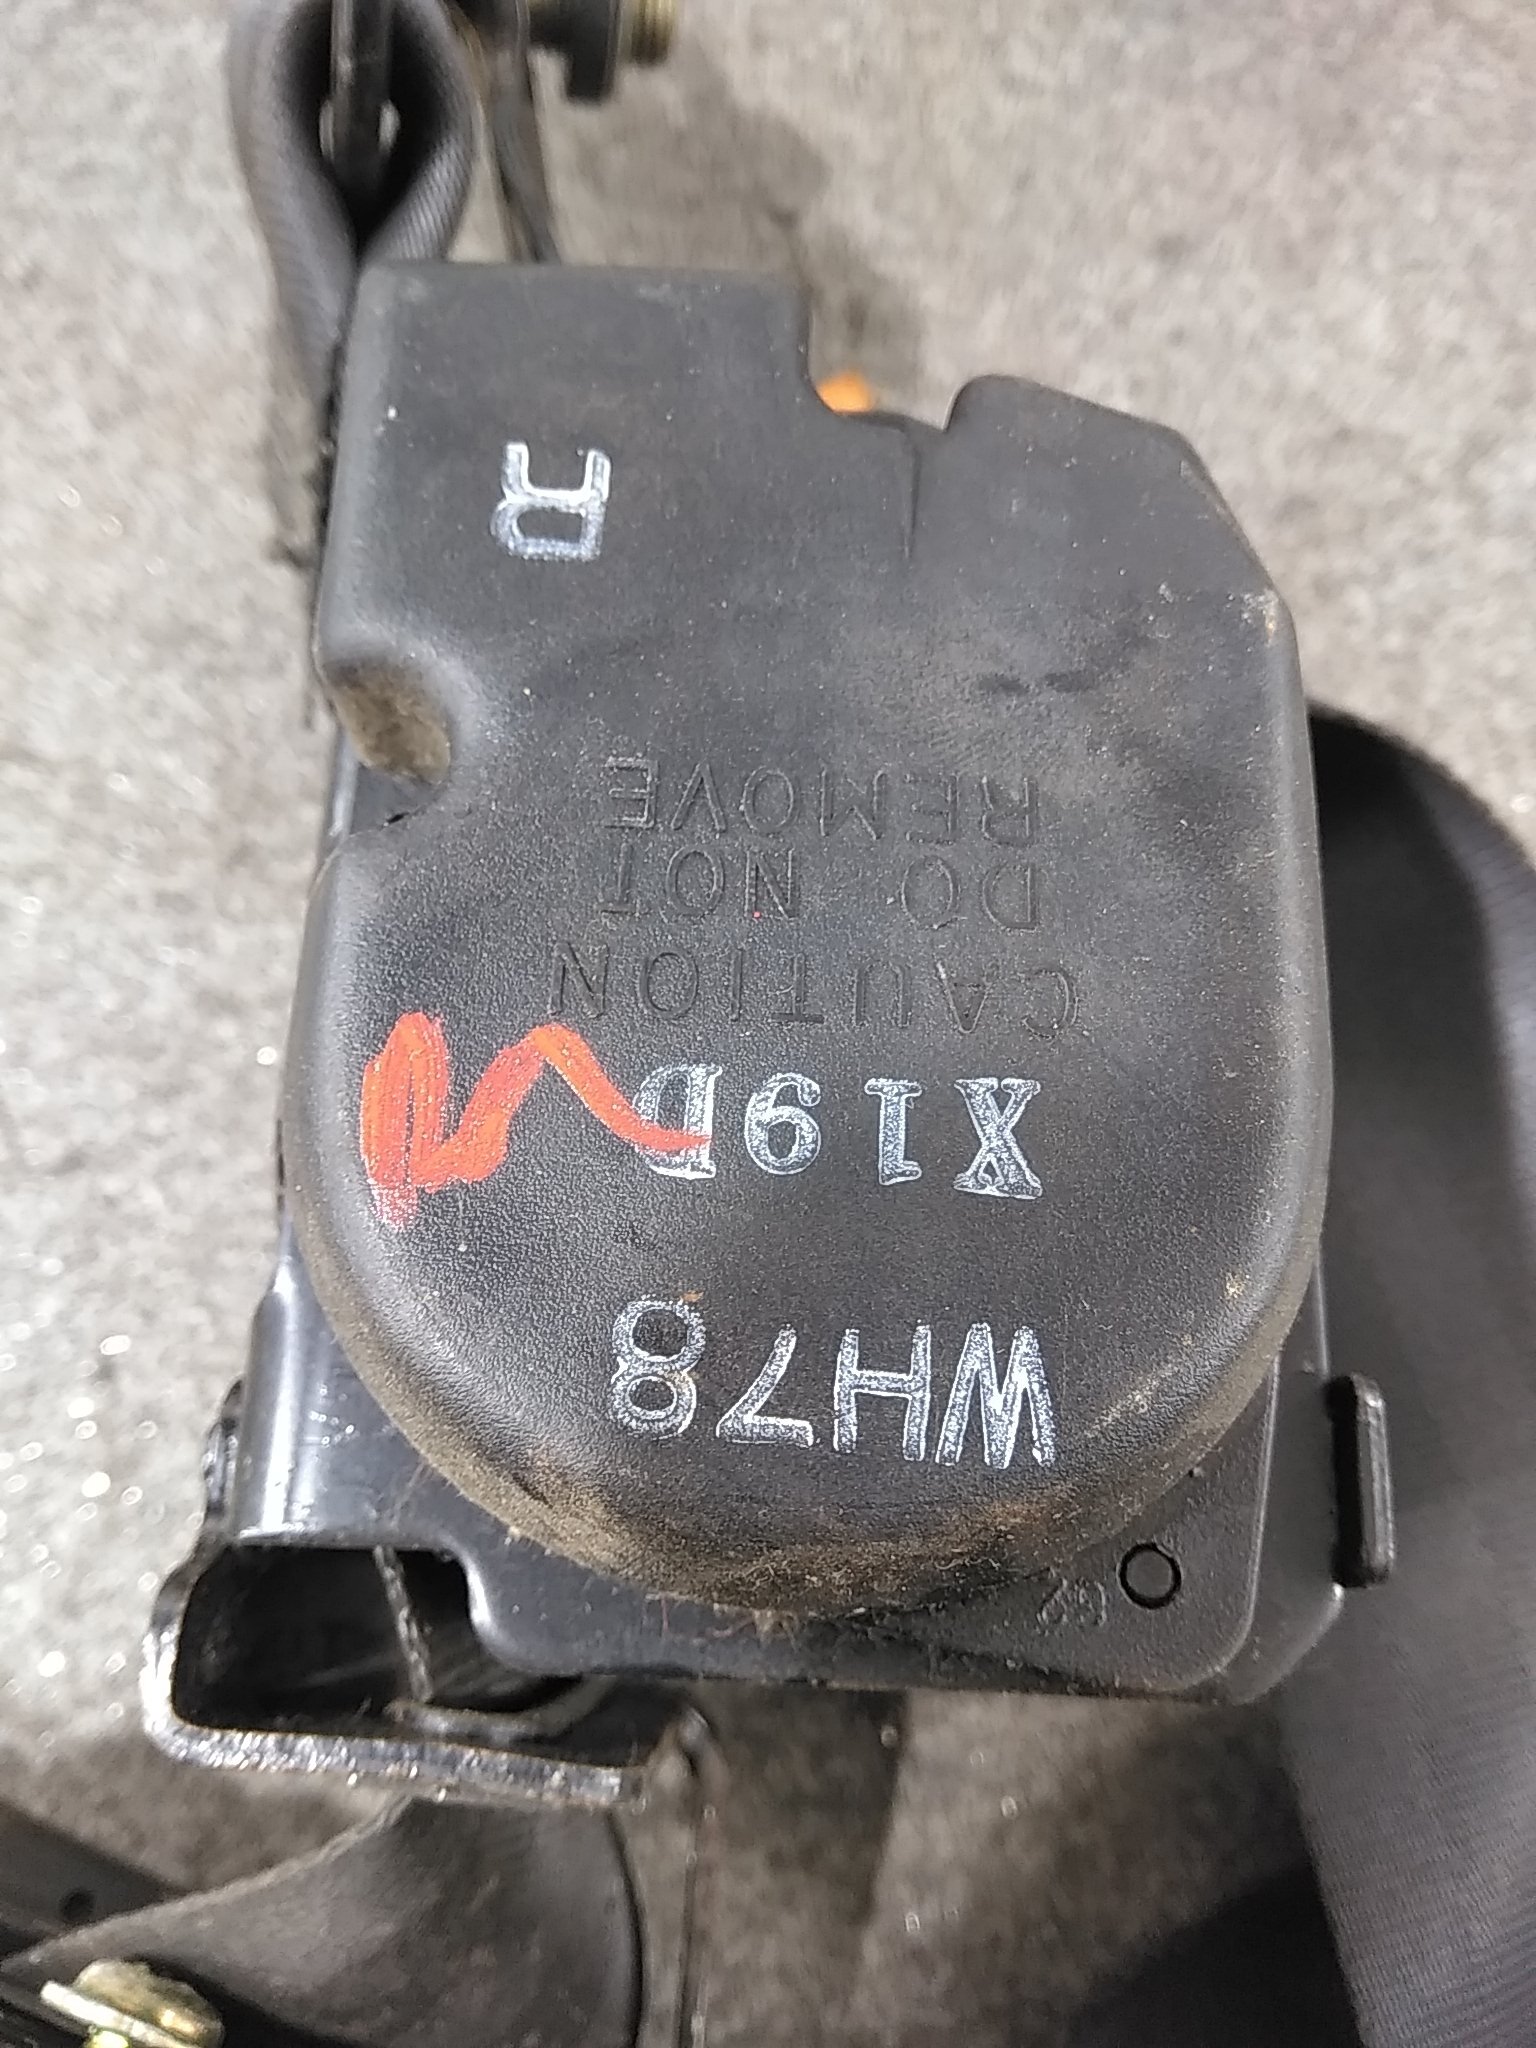 WH78
X19D
CAUTION
DO NOT
REMOVE
R